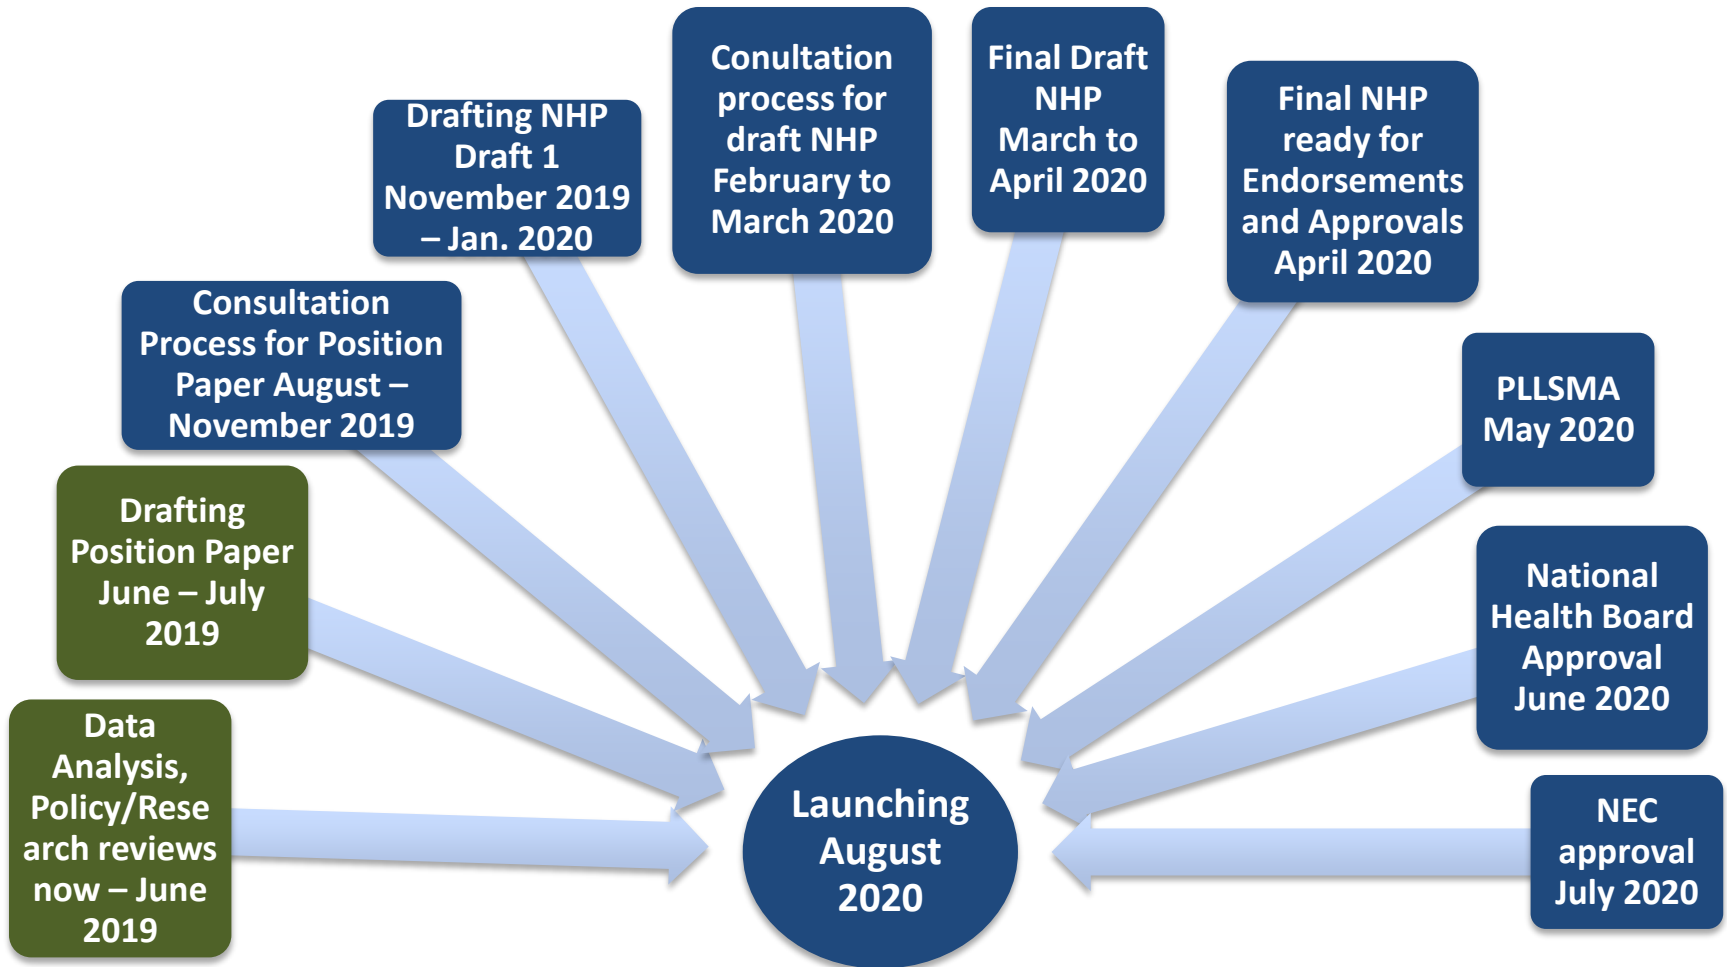 Data
Analysis,
Policy/Rese
arch reviews
now – June
2019
Drafting
Position Paper
June – July
2019
Consultation
Process for Position
Paper August –
November 2019
Drafting NHP
Draft 1
November 2019
– Jan. 2020
Conultation
process for
draft NHP
February to
March 2020
Final Draft
NHP
March to
April 2020
Final NHP
ready for
Endorsements
and Approvals
April 2020
PLLSMA
May 2020
National
Health Board
Approval
June 2020
NEC
approval
July 2020
Launching
August
2020